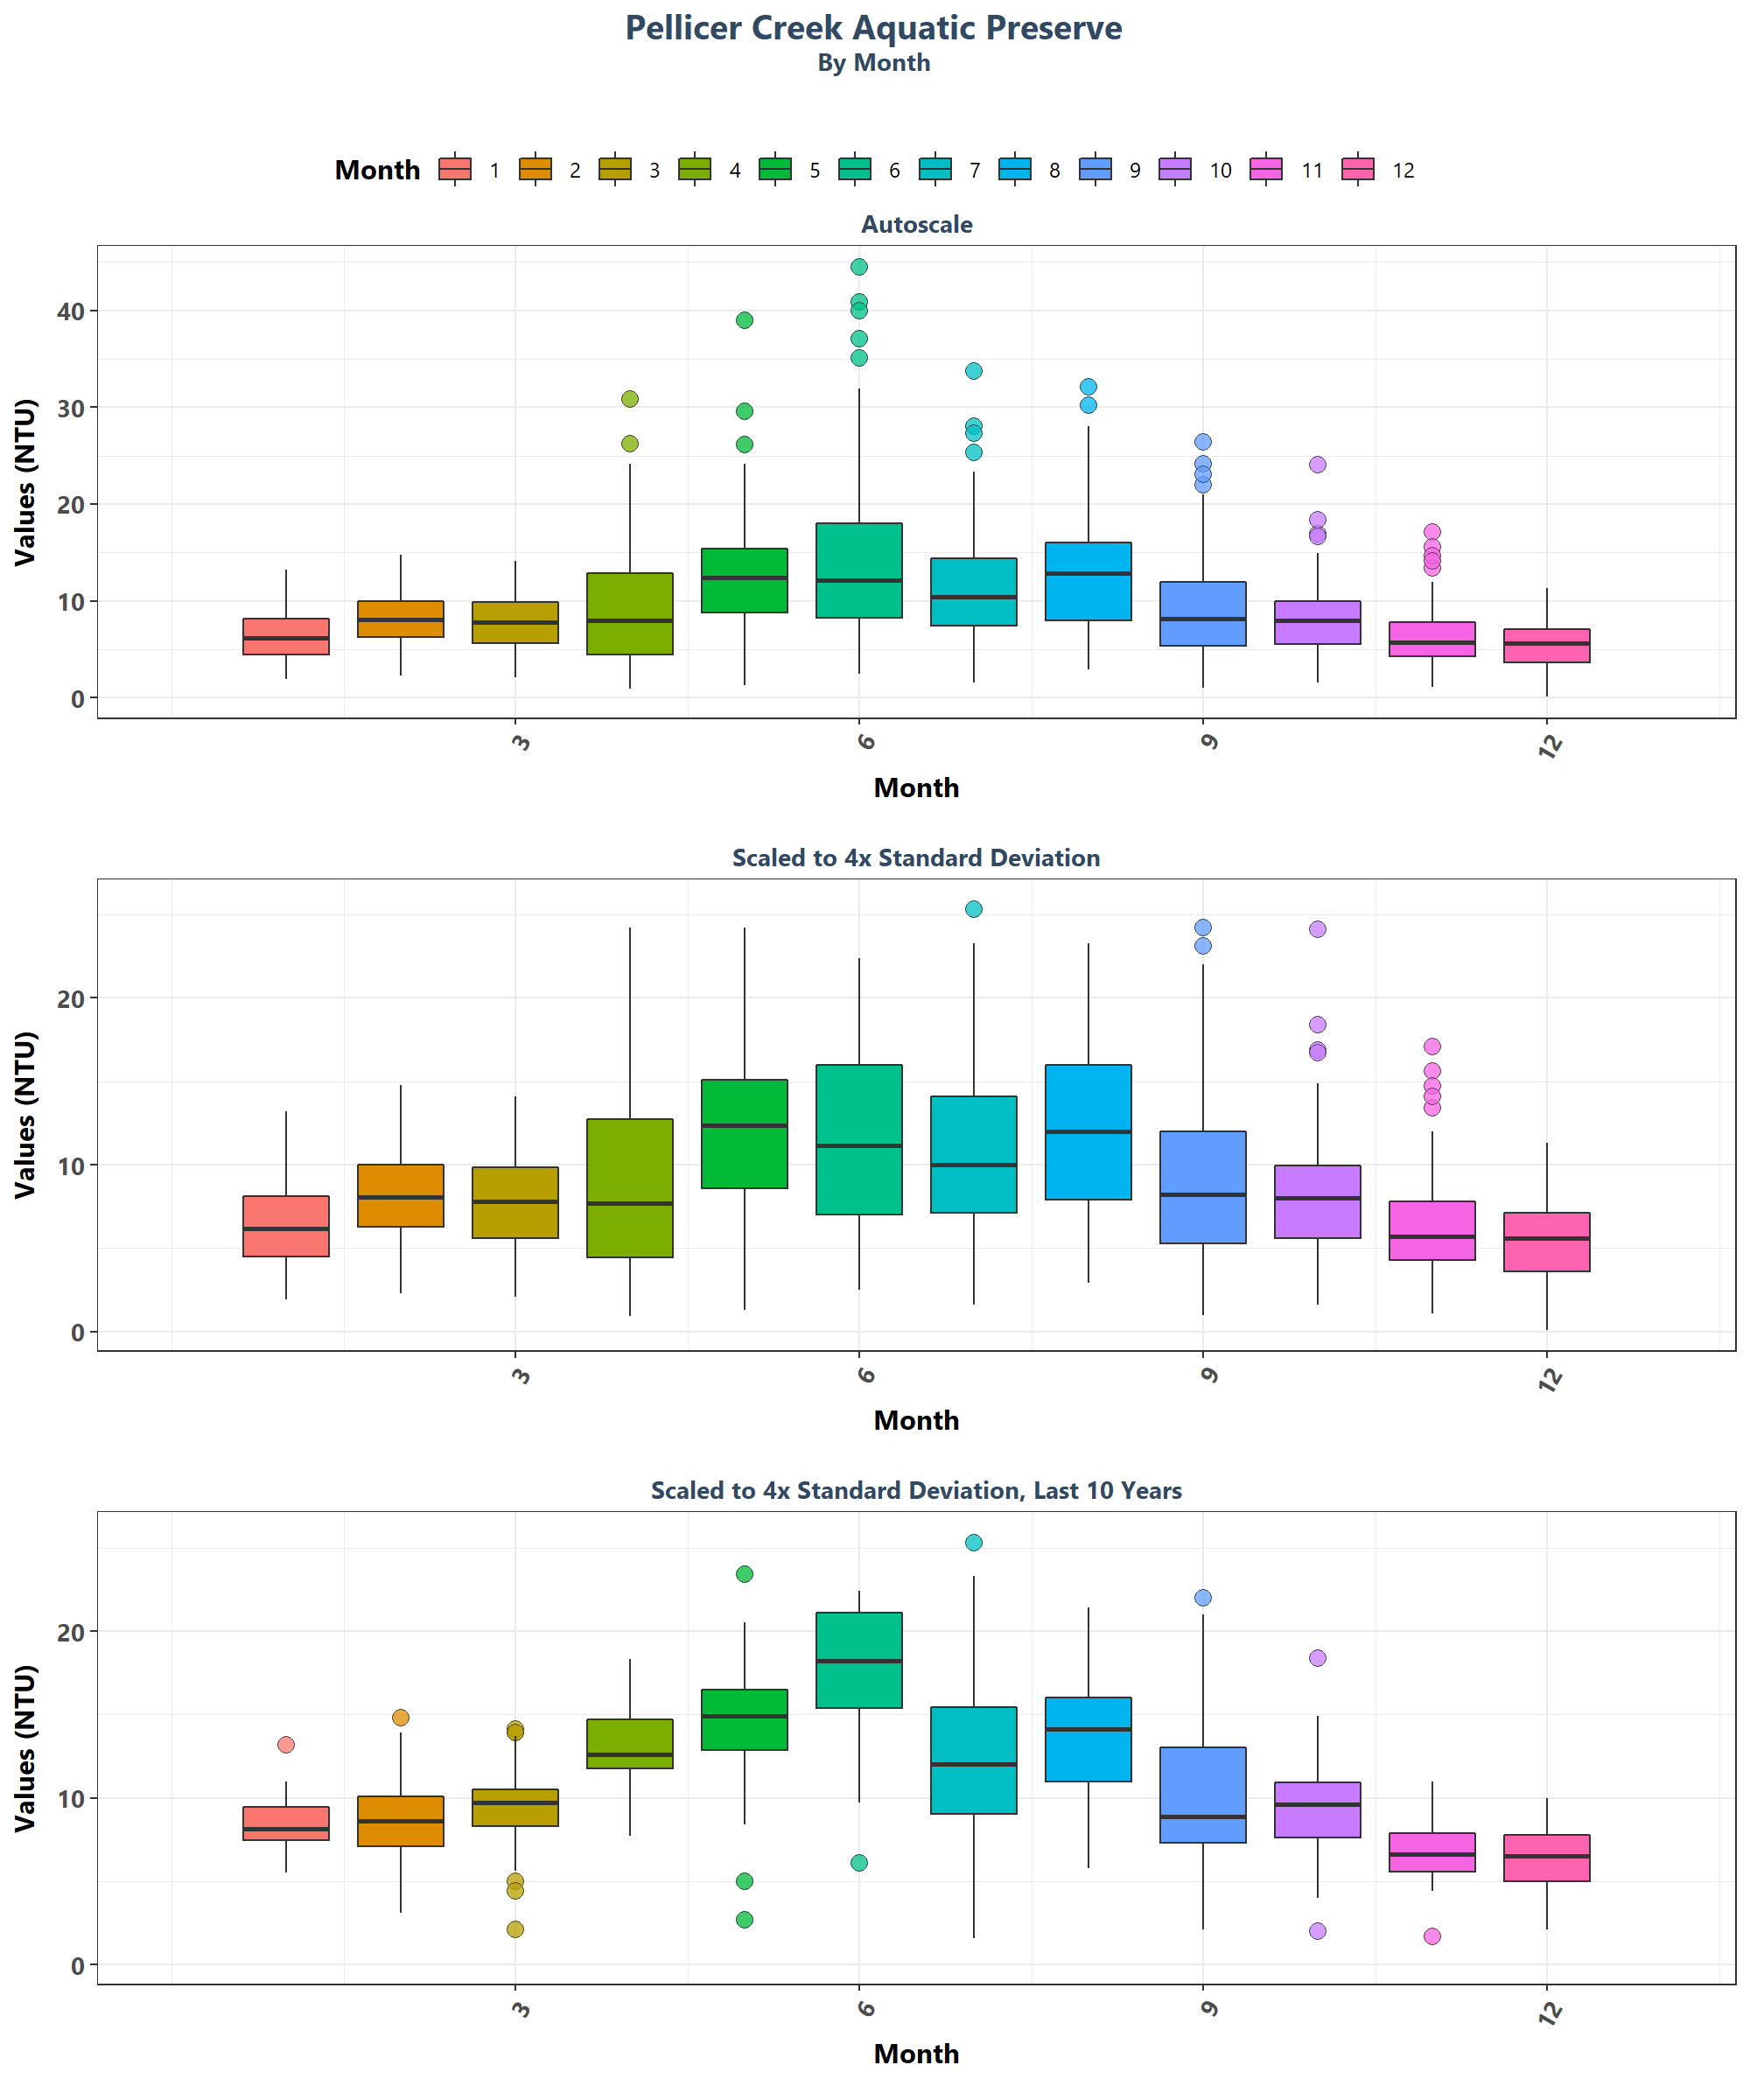 Pellicer Creek Aquatic Preserve
By Month
Month 1 2 3 4 5 6 7 8 9 10 11 12
Autoscale
Values (NTU)
40
30
20
10
0
3 6 9 12
Month
Scaled to 4x Standard Deviation
Values (NTU)
20
10
0
3 6 9 12
Month
Scaled to 4x Standard Deviation, Last 10 Years
Values (NTU)
20
10
0
3 6 9 12
Month